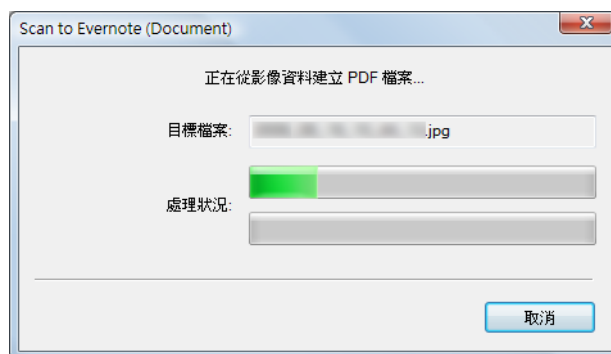 Scan to Evernote (Document)
正在從影像資料建立 PDF 檔案...
目標檔案:
.jpg
處理狀況:
取消